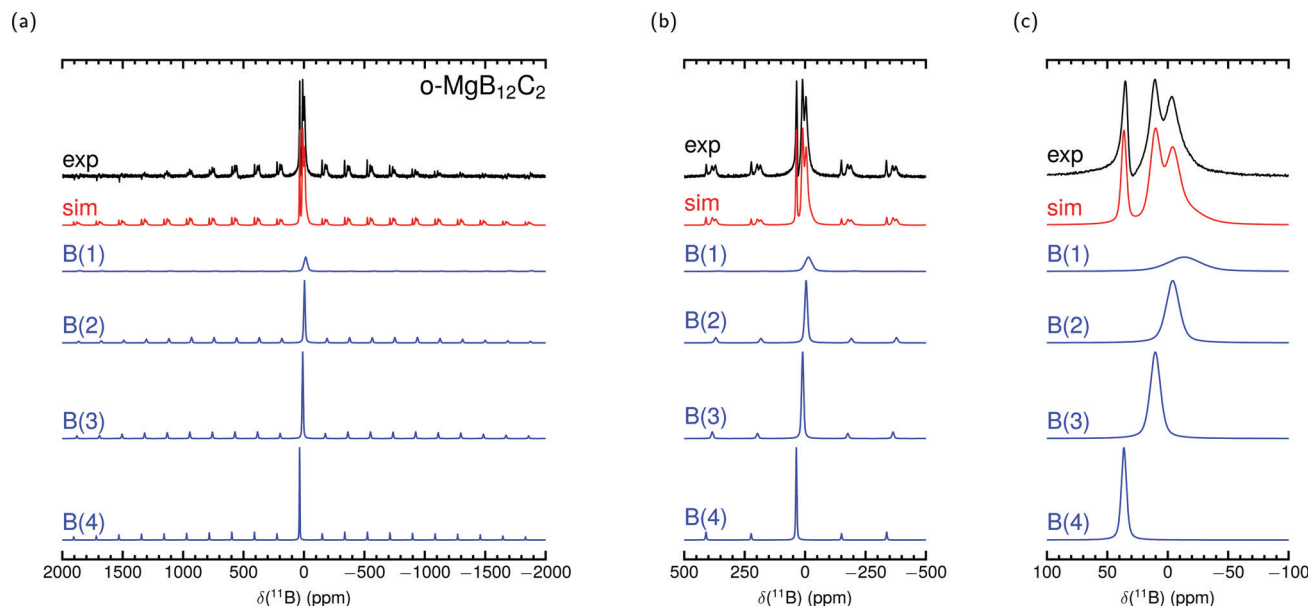 (a)
o-MgB₁₂C₂
exp
sim
B(1)
B(2)
B(3)
B(4)
2000 1500 1000 500 0 −500 −1000 −1500 −2000
δ(¹¹B) (ppm)
(b)
exp
sim
B(1)
B(2)
B(3)
B(4)
500 250 0 −250 −500
δ(¹¹B) (ppm)
(c)
exp
sim
B(1)
B(2)
B(3)
B(4)
100 50 0 −50 −100
δ(¹¹B) (ppm)